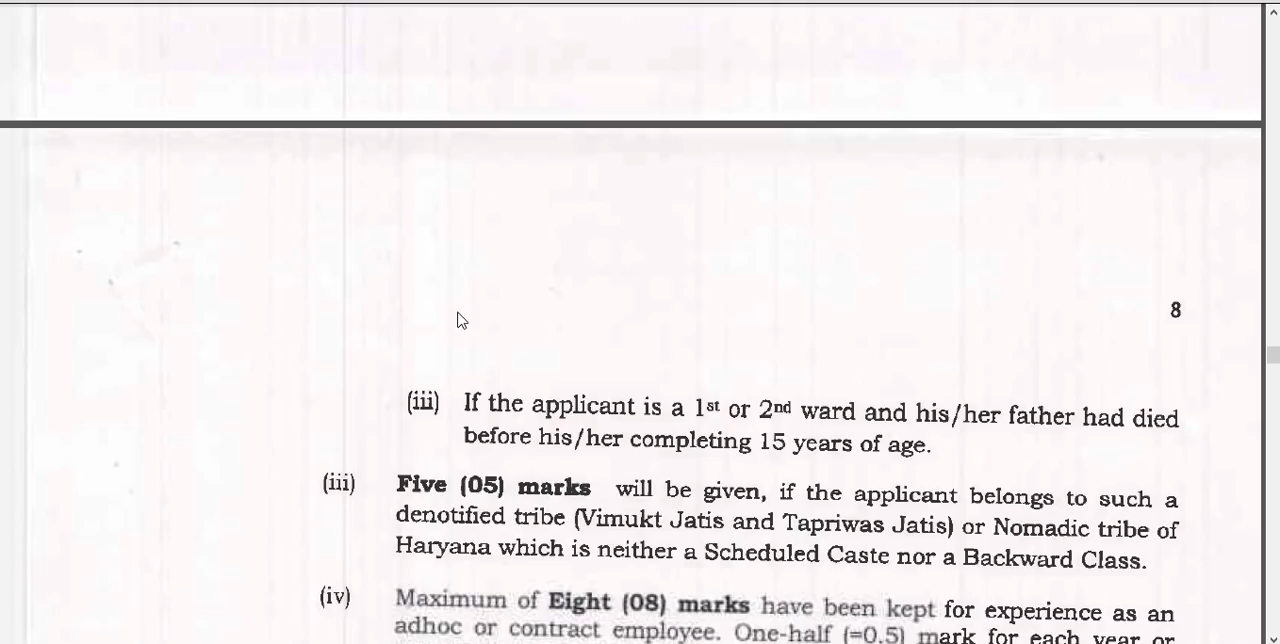 8
(iii) If the applicant is a 1st or 2nd ward and his/her father had died
before his/her completing 15 years of age.
(iii) Five (05) marks will be given, if the applicant belongs to such a
denotified tribe (Vimukt Jatis and Tapriwas Jatis) or Nomadic tribe of
Haryana which is neither a Scheduled Caste nor a Backward Class.
(iv) Maximum of Eight (08) marks have been kept for experience as an
adhoc or contract employee. One-half (=0.5) mark for each year or